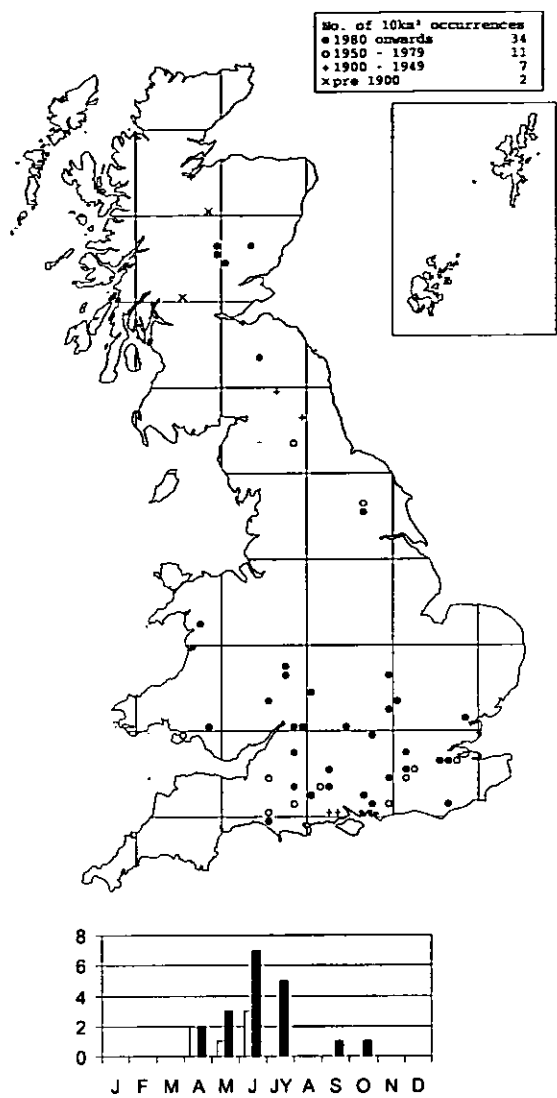 No. of 10km² occurrences
● 1980 onwards 34
○ 1950 - 1979 11
+ 1900 - 1949 7
× pre 1900 2
8
6
4
2
0
J F M A M J JY A S O N D